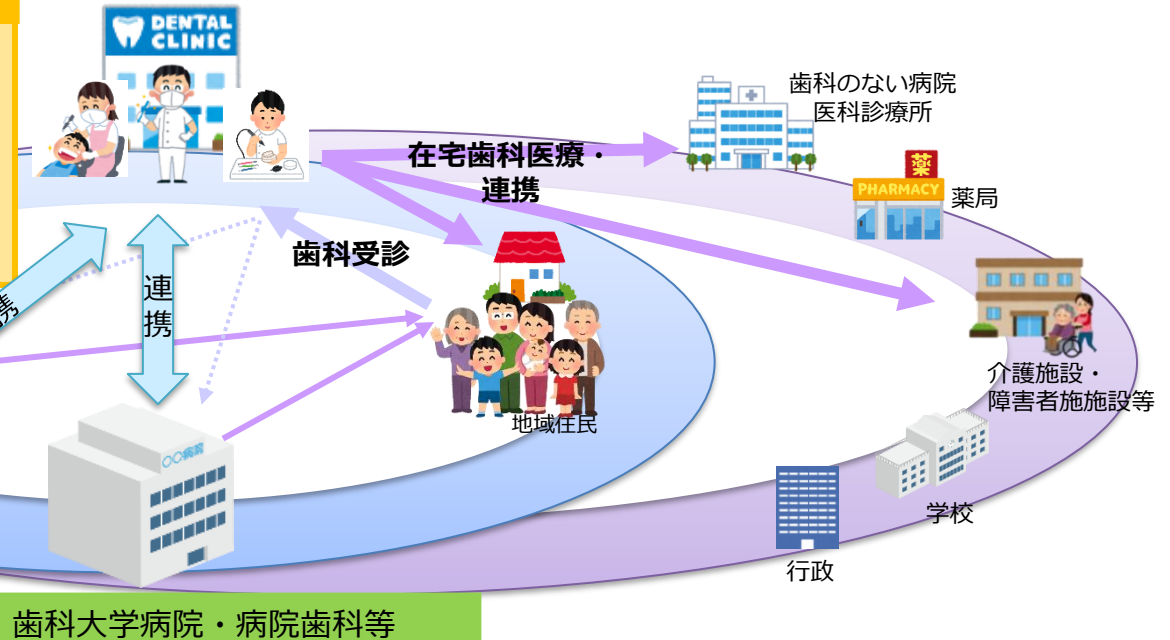 DENTAL
CLINIC
歯科のない病院
医科診療所
在宅歯科医療・
連携
薬
PHARMACY
薬局
歯科受診
連
携
携
介護施設・
障害者施施設等
地域住民
〇〇病院
学校
行政
歯科大学病院・病院歯科等